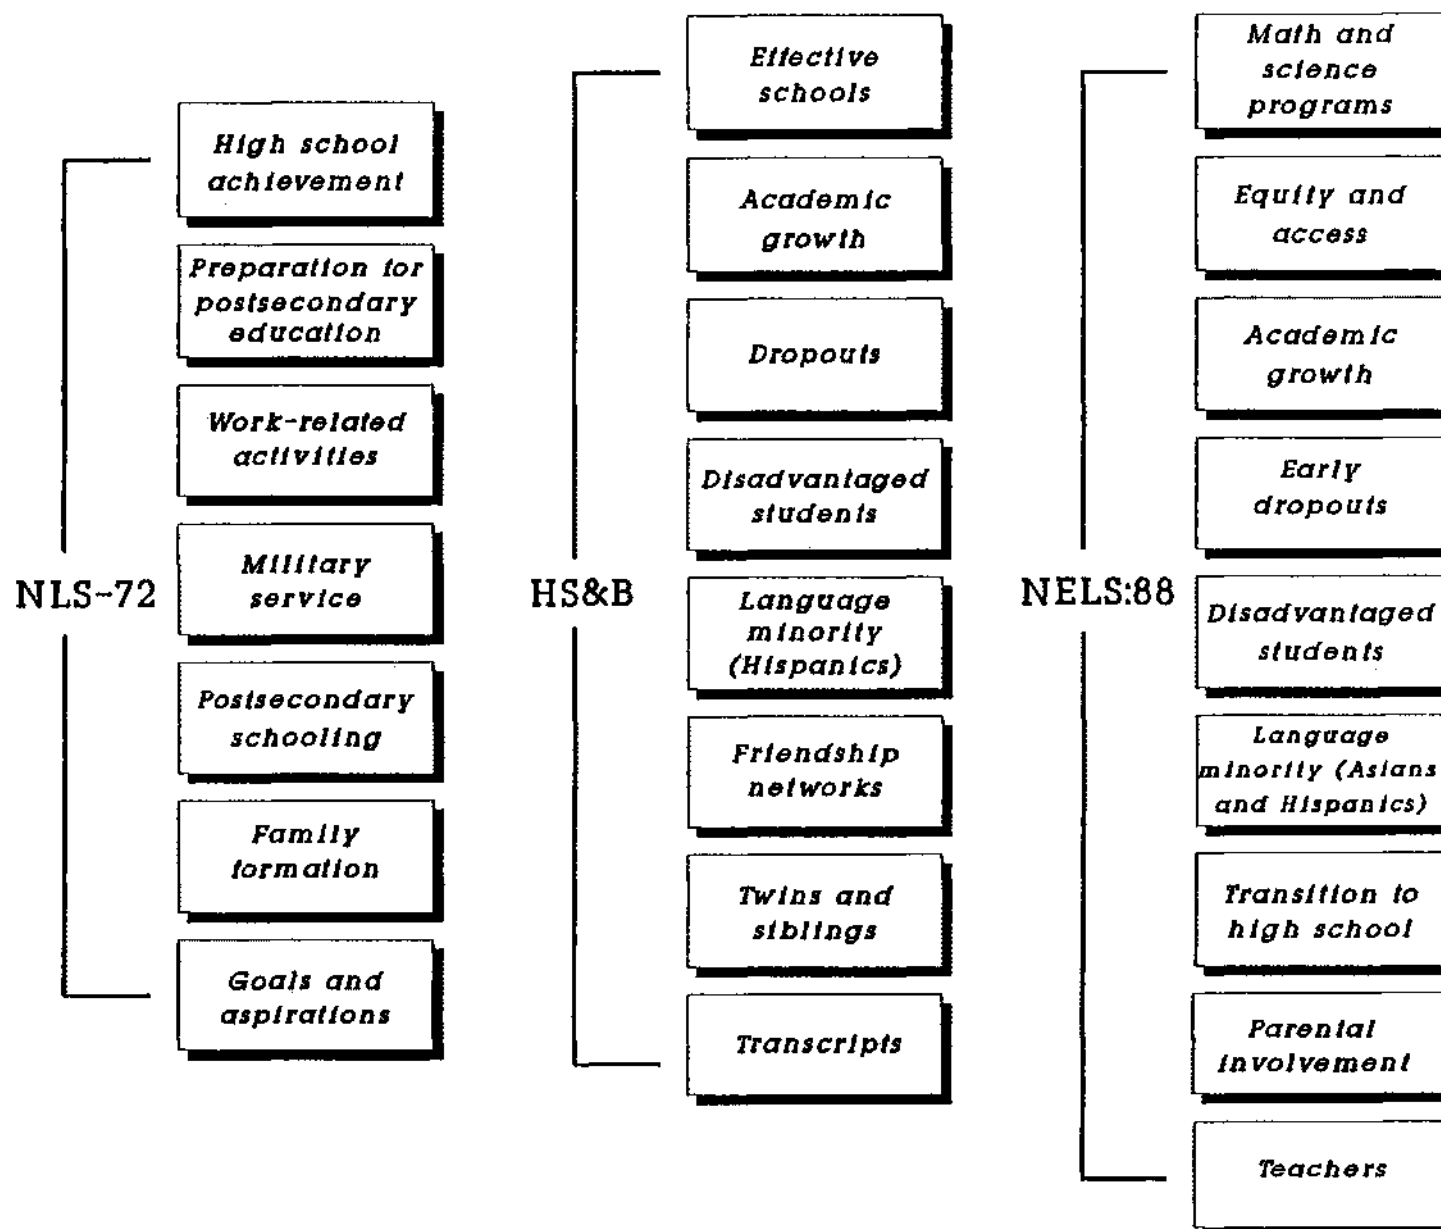 NLS-72
High school
achievement
Preparation for
postsecondary
education
Work-related
activities
Military
service
Postsecondary
schooling
Family
formation
Goals and
aspirations
HS&B
Effective
schools
Academic
growth
Dropouts
Disadvantaged
students
Language
minority
(Hispanics)
Friendship
networks
Twins and
siblings
Transcripts
NELS:88
Math and
science
programs
Equity and
access
Academic
growth
Early
dropouts
Disadvantaged
students
Language
minority (Asians
and Hispanics)
Transition to
high school
Parental
involvement
Teachers